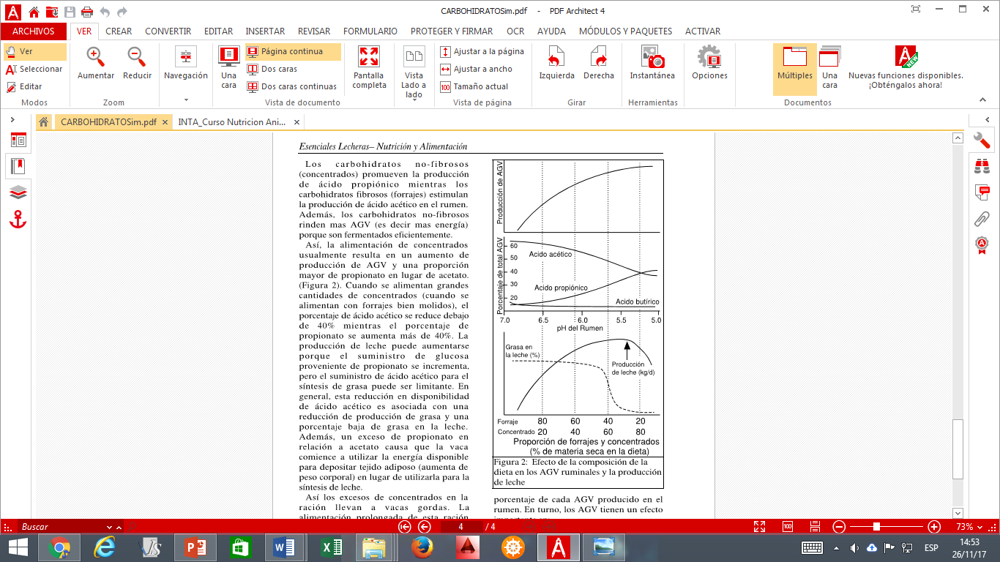 CARBOHIDRATOSim.pdf - PDF Architect 4
ARCHIVOS VER CREAR CONVERTIR EDITAR INSERTAR REVISAR FORMULARIO PROTEGER Y FIRMAR OCR AYUDA MÓDULOS Y PAQUETES ACTIVAR
Ver
Seleccionar
Editar
Modos
Aumentar Reducir
Zoom
Navegación
Una
cara
Página continua
Dos caras
Dos caras continuas
Vista de documento
Pantalla
completa
Vista
Lado a
lado
Ajustar a la página
Ajustar a ancho
100 Tamaño actual
Vista de página
Izquierda Derecha
Girar
Instantánea
Herramientas
Opciones
Múltiples
Una
cara
Documentos
NEW
Nuevas funciones disponibles.
¡Obténgalos ahora!
CARBOHIDRATOSim.pdf × INTA_Curso Nutricion Ani... ×
Esenciales Lecheras– Nutrición y Alimentación
Los carbohidratos no-fibrosos
(concentrados) promueven la producción
de ácido propiónico mientras los
carbohidratos fibrosos (forrajes) estimulan
la producción de ácido acético en el rumen.
Además, los carbohidratos no-fibrosos
rinden mas AGV (es decir mas energía)
porque son fermentados eficientemente.
Así, la alimentación de concentrados
usualmente resulta en un aumento de
producción de AGV y una proporción
mayor de propionato en lugar de acetato.
(Figura 2). Cuando se alimentan grandes
cantidades de concentrados (cuando se
alimentan con forrajes bien molidos), el
porcentaje de ácido acético se reduce debajo
de 40% mientras el porcentaje de
propionato se aumenta más de 40%. La
producción de leche puede aumentarse
porque el suministro de glucosa
proveniente de propionato se incrementa,
pero el suministro de ácido acético para el
síntesis de grasa puede ser limitante. En
general, esta reducción en disponibilidad
de ácido acético es asociada con una
reducción de producción de grasa y una
porcentaje baja de grasa en la leche.
Además, un exceso de propionato en
relación a acetato causa que la vaca
comience a utilizar la energía disponible
para depositar tejido adiposo (aumenta de
peso corporal) en lugar de utilizarla para la
síntesis de leche.
Así los excesos de concentrados en la
ración llevan a vacas gordas. La
alimentación prolongada de esta ración
Producción de AGV
Porcentaje de total AGV
60
50
40
30
20
Acido acético
Acido propiónico
Acido butírico
7.0 6.5 6.0 5.5 5.0
pH del Rumen
Grasa en
la leche (%)
Producción
de leche (kg/d)
Forraje 80 60 40 20
Concentrado 20 40 60 80
Proporción de forrajes y concentrados
(% de materia seca en la dieta)
Figura 2: Efecto de la composición de la
dieta en los AGV ruminales y la producción
de leche
porcentaje de cada AGV producido en el
rumen. En turno, los AGV tienen un efecto
Buscar
4 / 4
100
73%
ESP
14:53
26/11/17